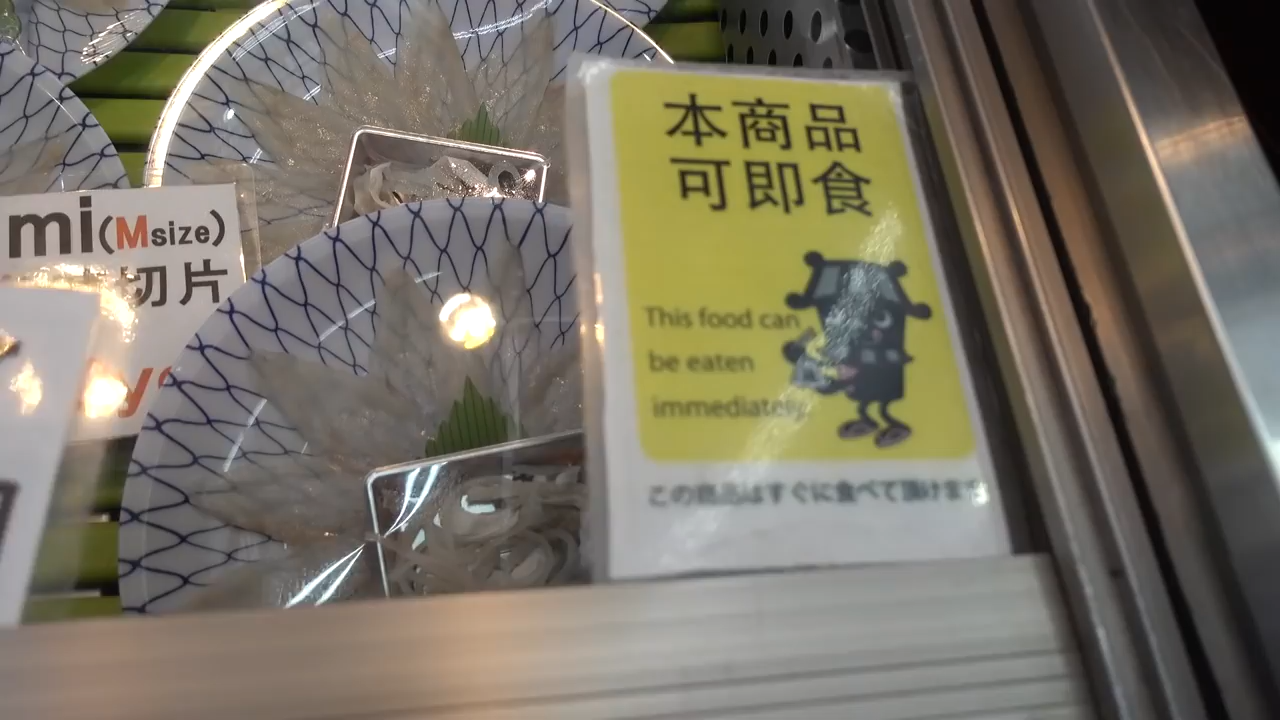 mi(Msize)
切片
本商品
可即食
This food can
be eaten
immediately.
この商品はすぐに食べて頂けます